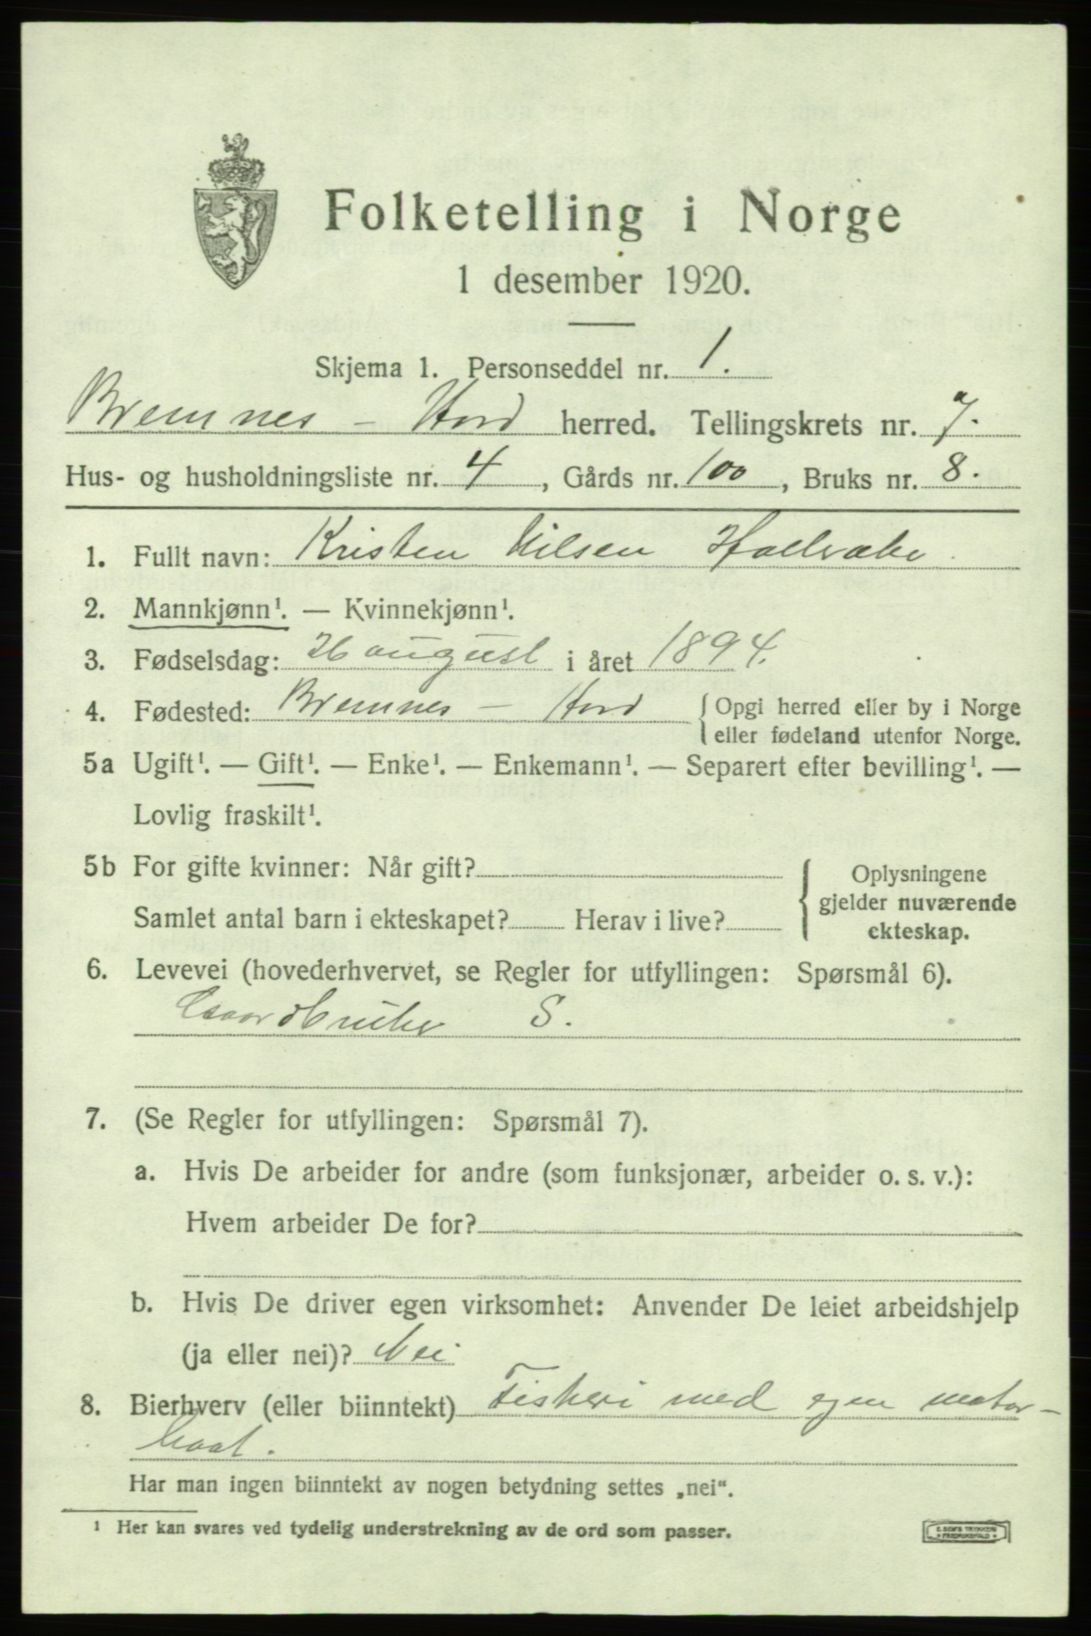 Folketelling i Norge
1 desember 1920.
Skjema 1. Personseddel nr. 1.
Bremnes – Hord herred. Tellingskrets nr. 7.
Hus- og husholdningsliste nr. 4, Gårds nr. 100, Bruks nr. 8.
1. Fullt navn: Kristen Nilsen
2. Mannkjønn¹. — Kvinnekjønn¹.
3. Fødselsdag: august i året 1894.
4. Fødested: Bremnes – Hord { Opgi herred eller by i Norge
eller fødeland utenfor Norge.
5a Ugift¹. — Gift¹. — Enke¹. — Enkemann¹. — Separert efter bevilling¹. —
Lovlig fraskilt¹.
5b For gifte kvinner: Når gift?
Samlet antal barn i ekteskapet? Herav i live?
{ Oplysningene
gjelder nuværende
ekteskap.
6. Levevei (hovederhvervet, se Regler for utfyllingen: Spørsmål 6).
Gaardbruker S.
7. (Se Regler for utfyllingen: Spørsmål 7).
a. Hvis De arbeider for andre (som funksjonær, arbeider o. s. v.):
Hvem arbeider De for?
b. Hvis De driver egen virksomhet: Anvender De leiet arbeidshjelp
(ja eller nei)? Nei
8. Bierhverv (eller biinntekt) Fiskeri med egen motor-
baat.
Har man ingen biinntekt av nogen betydning settes „nei“.
¹ Her kan svares ved tydelig understrekning av de ord som passer.